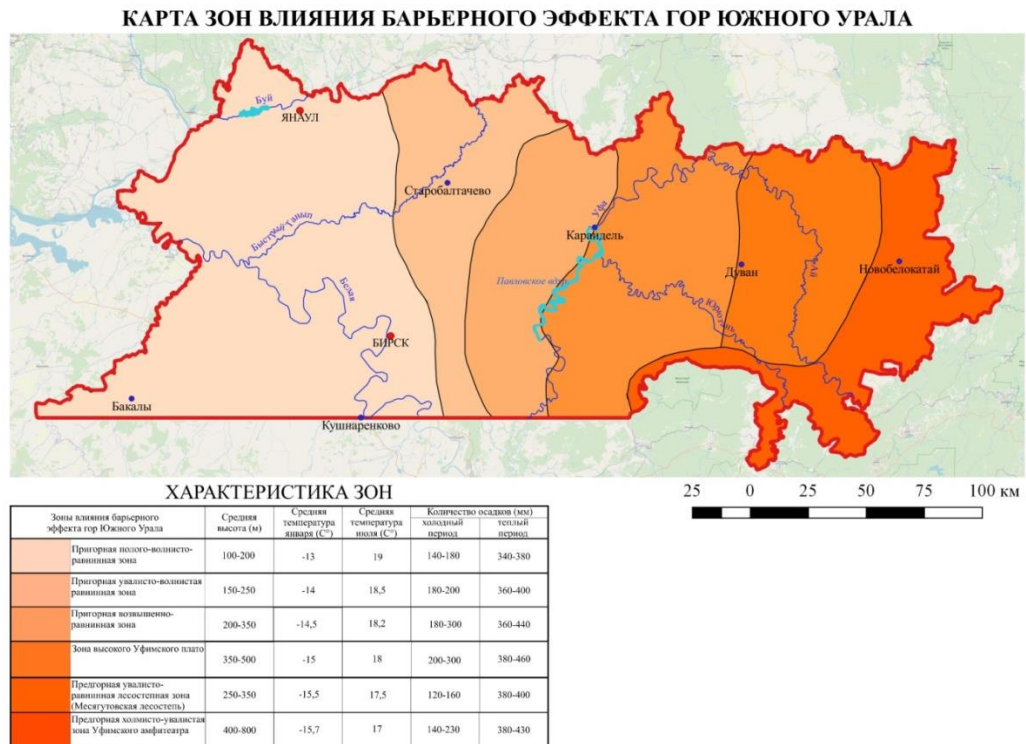 КАРТА ЗОН ВЛИЯНИЯ БАРЬЕРНОГО ЭФФЕКТА ГОР ЮЖНОГО УРАЛА
Буй
ЯНАУЛ
Старобалтачево
Быстрый Танып
Уфа
Караидель
Белая
Павловское вдхр
Дуван
Ай
Новобелокатай
Юрюзань
БИРСК
Бакалы
Кушнаренково
ХАРАКТЕРИСТИКА ЗОН
25 0 25 50 75 100 км
Зоны влияния барьерного
эффекта гор Южного Урала
Средняя
высота (м)
Средняя
температура
января (С°)
Средняя
температура
июля (С°)
Количество осадков (мм)
холодный
период
теплый
период
Пригорная полого-волнисто-
равнинная зона
100-200 -13 19 140-180 340-380
Пригорная увалисто-волнистая
равнинная зона
150-250 -14 18,5 180-200 360-400
Пригорная возвышенно-
равнинная зона
200-350 -14,5 18,2 180-300 360-440
Зона высокого Уфимского плато
350-500 -15 18 200-300 380-460
Предгорная увалисто-
равнинная лесостепная зона
(Месягутовская лесостепь)
250-350 -15,5 17,5 120-160 380-400
Предгорная холмисто-увалистая
зона Уфимского амфитеатра
400-800 -15,7 17 140-230 380-430